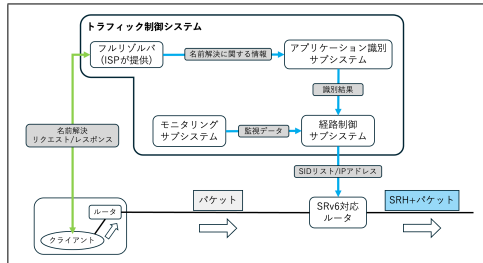 トラフィック制御システム
フルリゾルバ
(ISPが提供)
名前解決に関する情報
アプリケーション識別
サブシステム
識別結果
モニタリング
サブシステム
監視データ
経路制御
サブシステム
名前解決
リクエスト/レスポンス
SIDリスト/IPアドレス
ルータ
クライアント
パケット
SRv6対応
ルータ
SRH+パケット